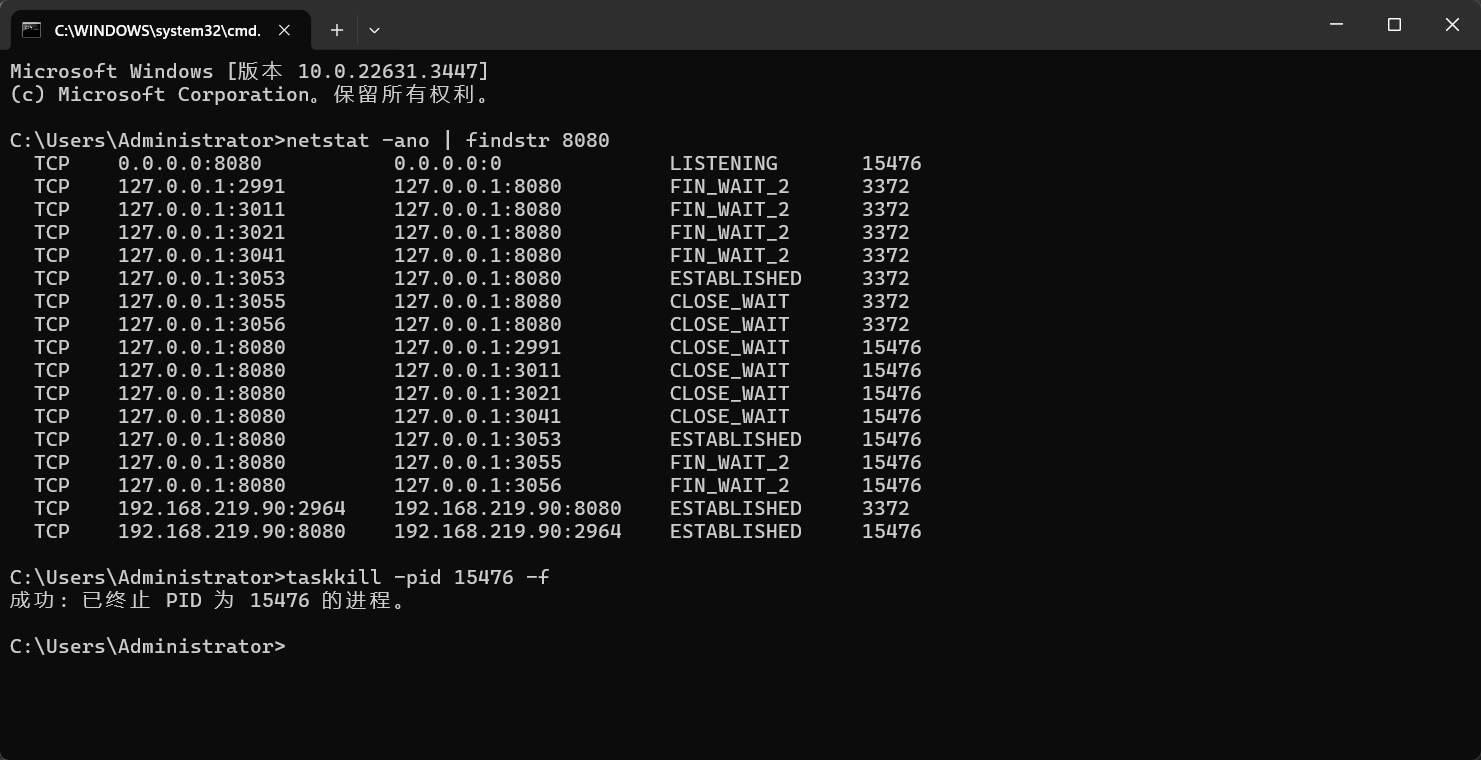 C:\WINDOWS\system32\cmd.
Microsoft Windows [版本 10.0.22631.3447]
(c) Microsoft Corporation。保留所有权利。
C:\Users\Administrator>netstat -ano | findstr 8080
TCP 0.0.0.0:8080 0.0.0.0:0 LISTENING 15476
TCP 127.0.0.1:2991 127.0.0.1:8080 FIN_WAIT_2 3372
TCP 127.0.0.1:3011 127.0.0.1:8080 FIN_WAIT_2 3372
TCP 127.0.0.1:3021 127.0.0.1:8080 FIN_WAIT_2 3372
TCP 127.0.0.1:3041 127.0.0.1:8080 FIN_WAIT_2 3372
TCP 127.0.0.1:3053 127.0.0.1:8080 ESTABLISHED 3372
TCP 127.0.0.1:3055 127.0.0.1:8080 CLOSE_WAIT 3372
TCP 127.0.0.1:3056 127.0.0.1:8080 CLOSE_WAIT 3372
TCP 127.0.0.1:8080 127.0.0.1:2991 CLOSE_WAIT 15476
TCP 127.0.0.1:8080 127.0.0.1:3011 CLOSE_WAIT 15476
TCP 127.0.0.1:8080 127.0.0.1:3021 CLOSE_WAIT 15476
TCP 127.0.0.1:8080 127.0.0.1:3041 CLOSE_WAIT 15476
TCP 127.0.0.1:8080 127.0.0.1:3053 ESTABLISHED 15476
TCP 127.0.0.1:8080 127.0.0.1:3055 FIN_WAIT_2 15476
TCP 127.0.0.1:8080 127.0.0.1:3056 FIN_WAIT_2 15476
TCP 192.168.219.90:2964 192.168.219.90:8080 ESTABLISHED 3372
TCP 192.168.219.90:8080 192.168.219.90:2964 ESTABLISHED 15476
C:\Users\Administrator>taskkill -pid 15476 -f
成功: 已终止 PID 为 15476 的进程。
C:\Users\Administrator>